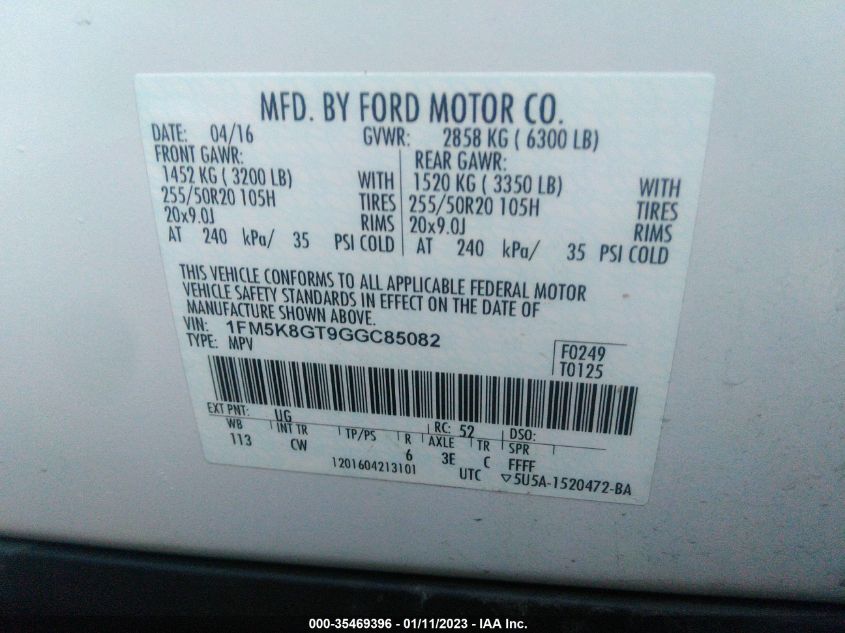 MFD. BY FORD MOTOR CO.
DATE: 04/16 GVWR: 2858 KG ( 6300 LB)
FRONT GAWR: REAR GAWR:
1452 KG ( 3200 LB) WITH 1520 KG ( 3350 LB) WITH
255/50R20 105H TIRES 255/50R20 105H TIRES
20x9.0J RIMS 20x9.0J RIMS
AT 240 kPa/ 35 PSI COLD AT 240 kPa/ 35 PSI COLD
THIS VEHICLE CONFORMS TO ALL APPLICABLE FEDERAL MOTOR
VEHICLE SAFETY STANDARDS IN EFFECT ON THE DATE OF
MANUFACTURE SHOWN ABOVE.
VIN: 1FM5K8GT9GGC85082
TYPE: MPV
F0249
T0125
EXT PNT: UG RC: 52 DSO:
WB INT TR TP/PS R AXLE TR SPR
113 CW 6 3E C FFFF
1201604213101 UTC ▽5U5A-1520472-BA
000-35469396 - 01/11/2023 - IAA Inc.